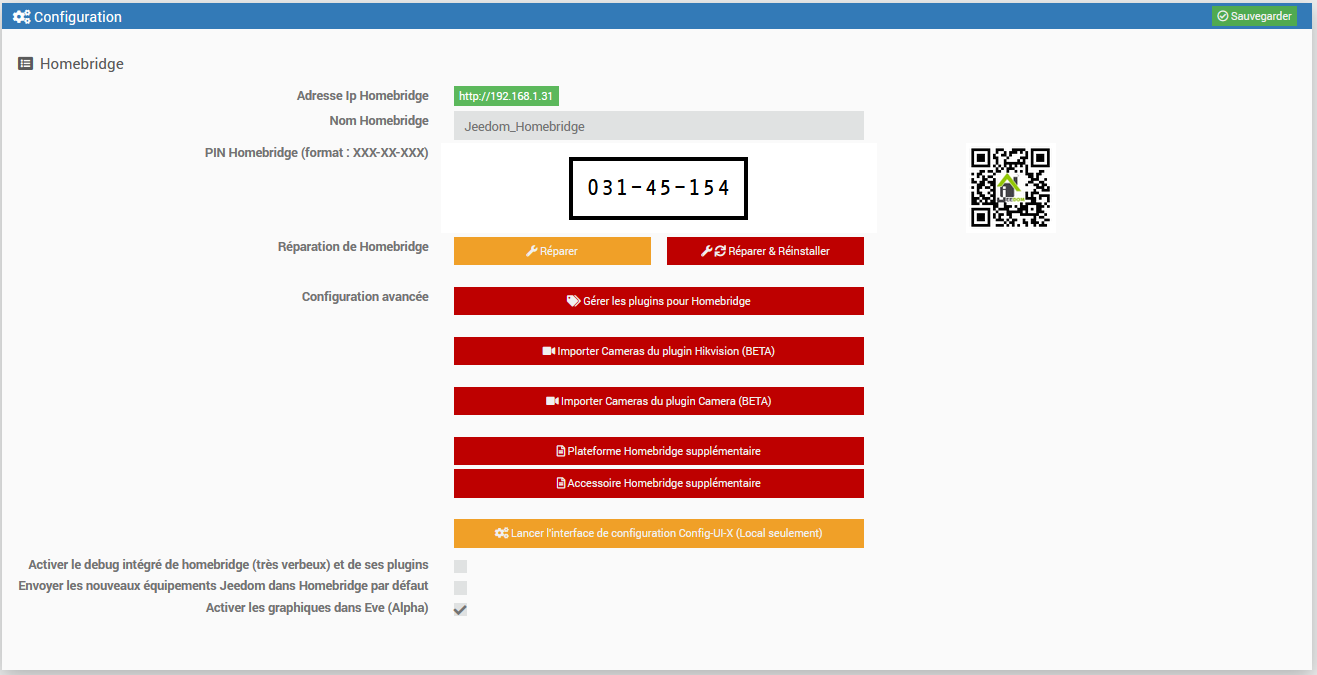 Configuration
Sauvegarder
Homebridge
Adresse Ip Homebridge
http://192.168.1.31
Nom Homebridge
Jeedom_Homebridge
PIN Homebridge (format : XXX-XX-XXX)
031-45-154
Réparation de Homebridge
Réparer
Réparer & Réinstaller
Configuration avancée
Gérer les plugins pour Homebridge
Importer Cameras du plugin Hikvision (BETA)
Importer Cameras du plugin Camera (BETA)
Plateforme Homebridge supplémentaire
Accessoire Homebridge supplémentaire
Lancer l'interface de configuration Config-UI-X (Local seulement)
Activer le debug intégré de homebridge (très verbeux) et de ses plugins
Envoyer les nouveaux équipements Jeedom dans Homebridge par défaut
Activer les graphiques dans Eve (Alpha)